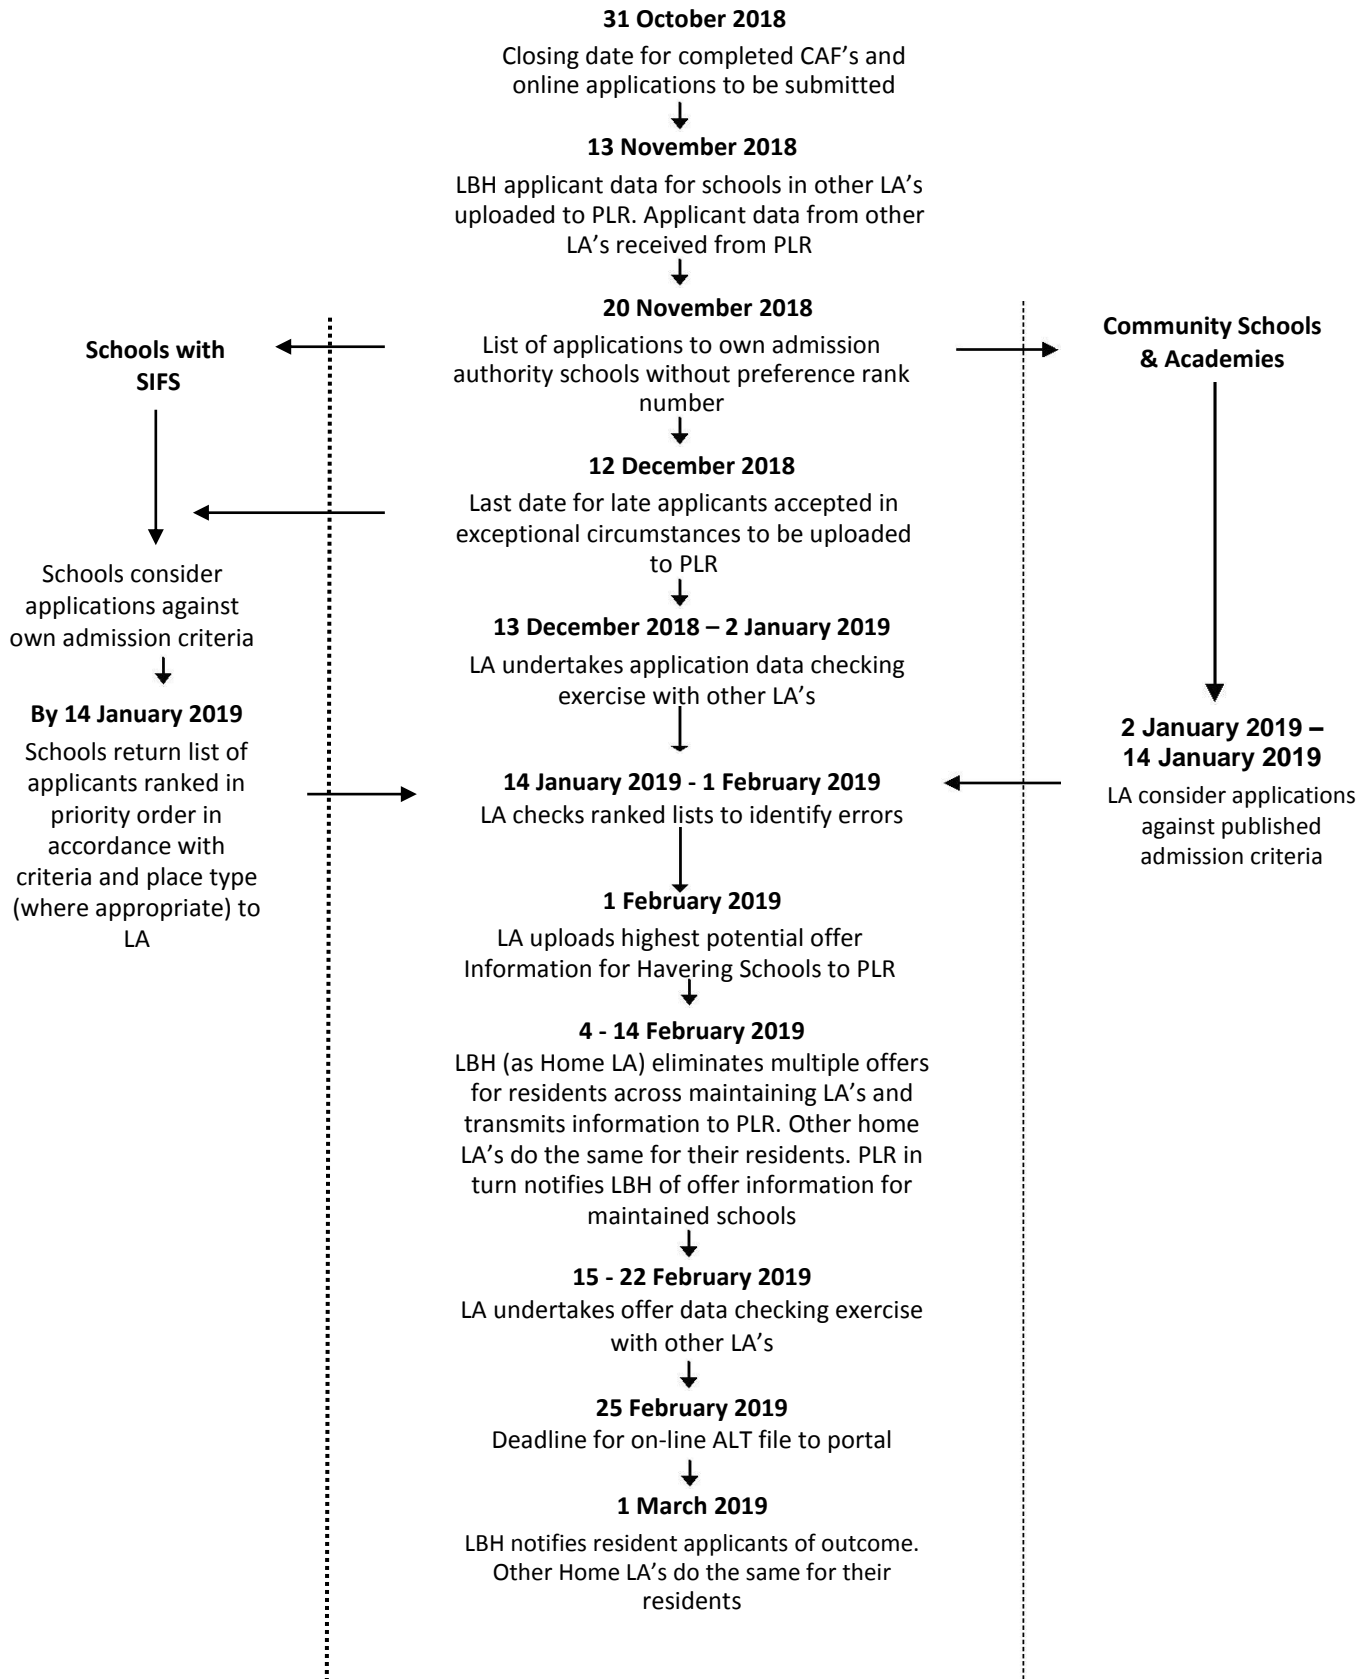 31 October 2018
Closing date for completed CAF's and
online applications to be submitted
13 November 2018
LBH applicant data for schools in other LA's
uploaded to PLR. Applicant data from other
LA's received from PLR
20 November 2018
List of applications to own admission
authority schools without preference rank
number
Schools with
SIFS
Community Schools
& Academies
12 December 2018
Last date for late applicants accepted in
exceptional circumstances to be uploaded
to PLR
Schools consider
applications against
own admission criteria
13 December 2018 – 2 January 2019
LA undertakes application data checking
exercise with other LA's
By 14 January 2019
Schools return list of
applicants ranked in
priority order in
accordance with
criteria and place type
(where appropriate) to
LA
2 January 2019 –
14 January 2019
LA consider applications
against published
admission criteria
14 January 2019 - 1 February 2019
LA checks ranked lists to identify errors
1 February 2019
LA uploads highest potential offer
Information for Havering Schools to PLR
4 - 14 February 2019
LBH (as Home LA) eliminates multiple offers
for residents across maintaining LA's and
transmits information to PLR. Other home
LA's do the same for their residents. PLR in
turn notifies LBH of offer information for
maintained schools
15 - 22 February 2019
LA undertakes offer data checking exercise
with other LA's
25 February 2019
Deadline for on-line ALT file to portal
1 March 2019
LBH notifies resident applicants of outcome.
Other Home LA's do the same for their
residents